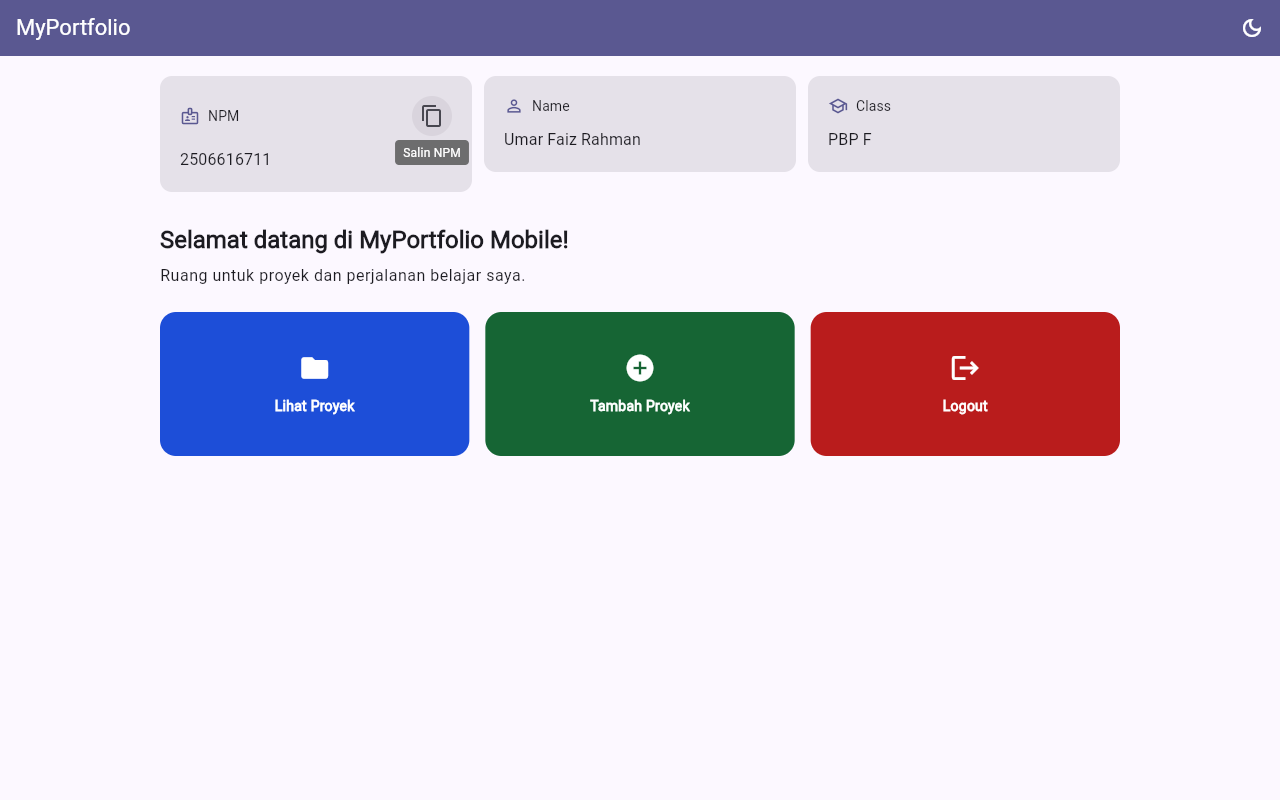 MyPortfolio
NPM
Salin NPM
2506616711
Name
Umar Faiz Rahman
Class
PBP F
Selamat datang di MyPortfolio Mobile!
Ruang untuk proyek dan perjalanan belajar saya.
Lihat Proyek
Tambah Proyek
Logout